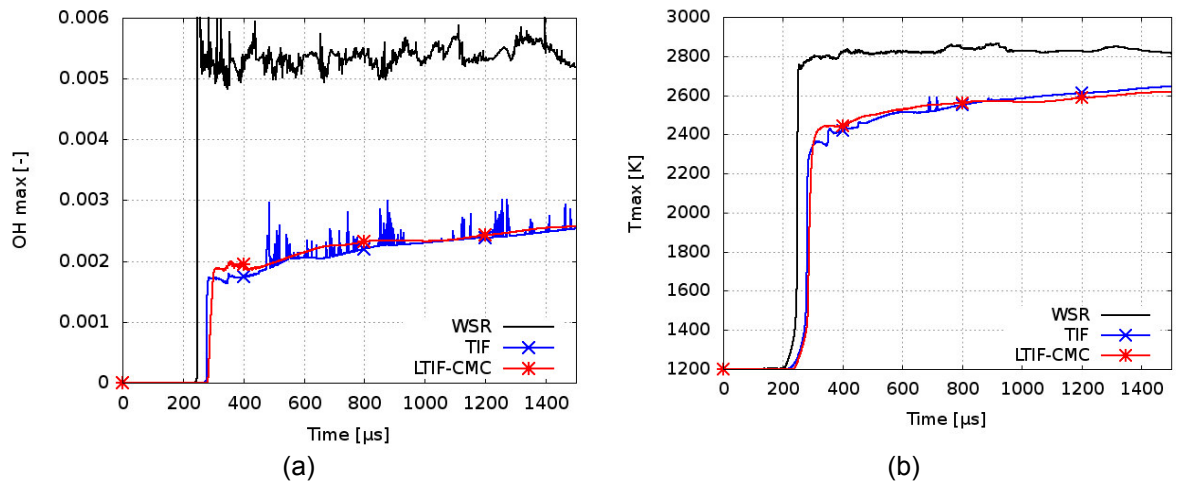 OH max [-]
0.006
0.005
0.004
0.003
0.002
0.001
0
0 200 400 600 800 1000 1200 1400
Time [μs]
WSR
TIF
LTIF-CMC
(a)
Tmax [K]
3000
2800
2600
2400
2200
2000
1800
1600
1400
1200
0 200 400 600 800 1000 1200 1400
Time [μs]
WSR
TIF
LTIF-CMC
(b)